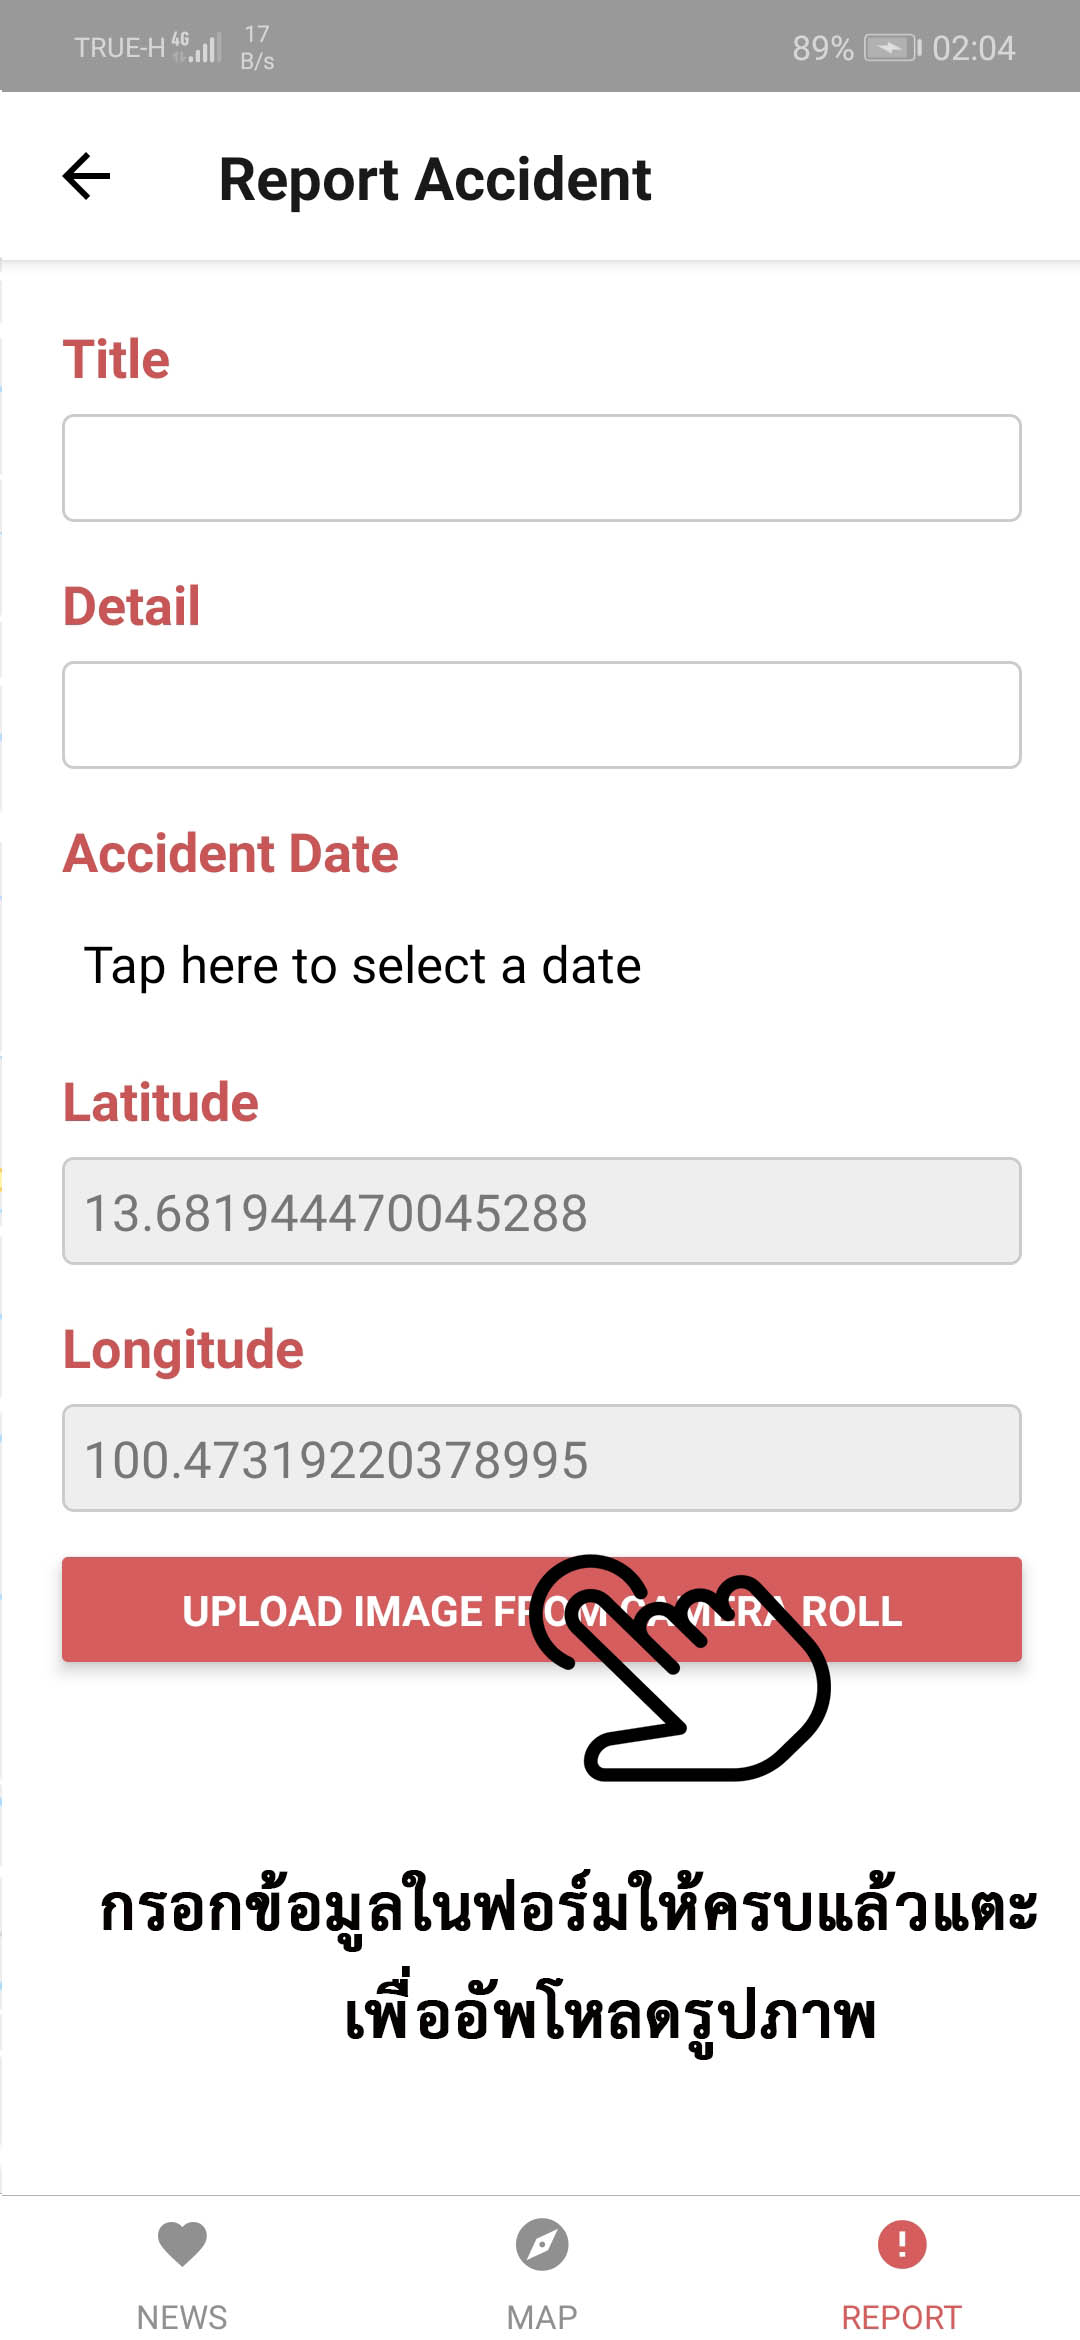 TRUE-H 4G 17 B/s 89% 02:04
Report Accident
Title
Detail
Accident Date
Tap here to select a date
Latitude
13.681944470045288
Longitude
100.47319220378995
UPLOAD IMAGE FROM CAMERA ROLL
กรอกข้อมูลในฟอร์มให้ครบแล้วแตะ
เพื่ออัพโหลดรูปภาพ
NEWS MAP REPORT